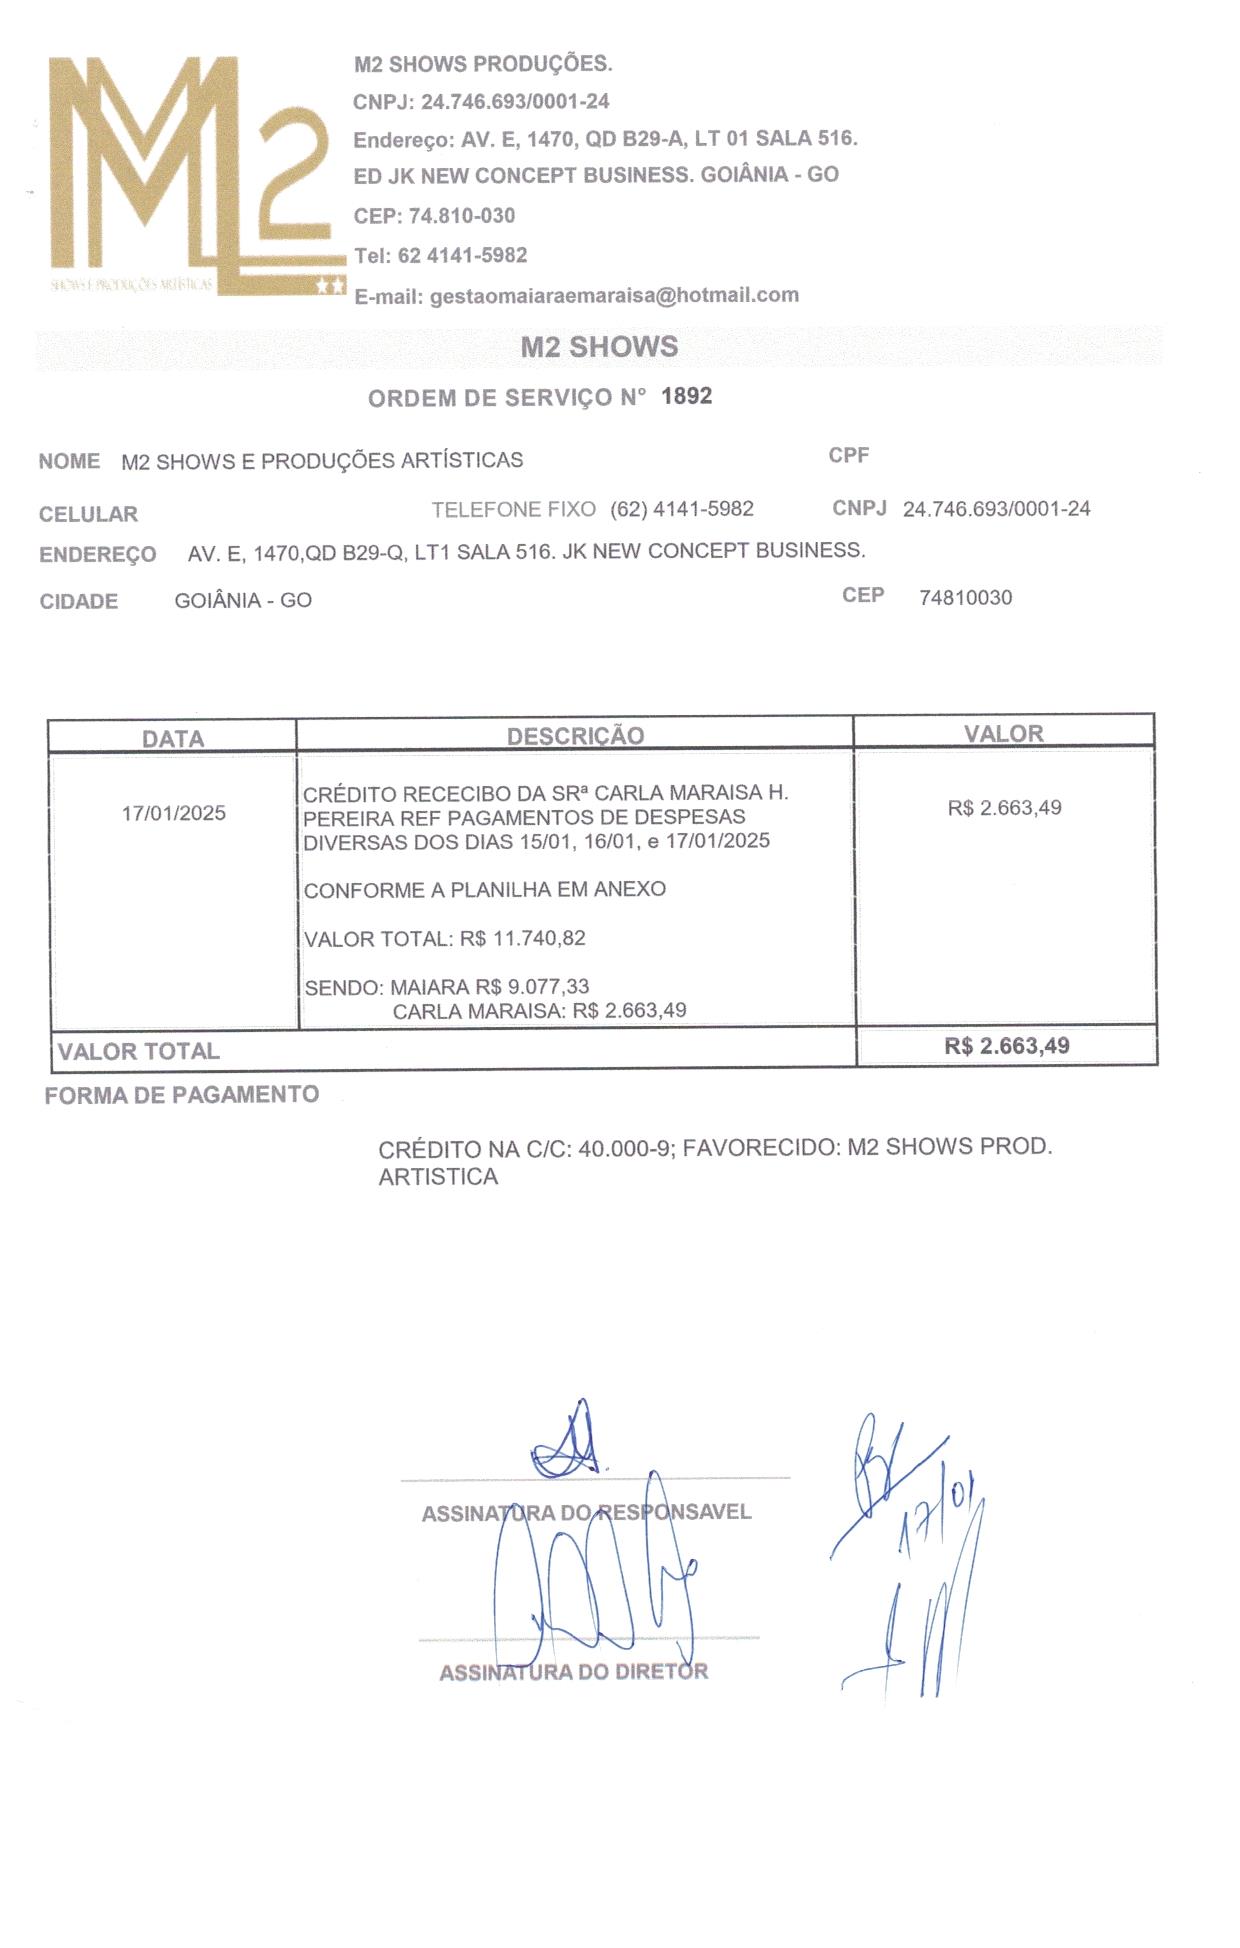 M2 SHOWS PRODUÇÕES.
CNPJ: 24.746.693/0001-24
Endereço: AV. E, 1470, QD B29-A, LT 01 SALA 516.
ED JK NEW CONCEPT BUSINESS. GOIÂNIA - GO
CEP: 74.810-030
Tel: 62 4141-5982
E-mail: gestaomaiaraemaraisa@hotmail.com
M2
SHOWS E PRODUÇÕES ARTÍSTICAS
M2 SHOWS
ORDEM DE SERVIÇO N° 1892
NOME M2 SHOWS E PRODUÇÕES ARTÍSTICAS CPF
CELULAR TELEFONE FIXO (62) 4141-5982 CNPJ 24.746.693/0001-24
ENDEREÇO AV. E, 1470,QD B29-Q, LT1 SALA 516. JK NEW CONCEPT BUSINESS.
CIDADE GOIÂNIA - GO CEP 74810030
DATA DESCRIÇÃO VALOR
17/01/2025 CRÉDITO RECECIBO DA SRª CARLA MARAISA H. R$ 2.663,49
PEREIRA REF PAGAMENTOS DE DESPESAS
DIVERSAS DOS DIAS 15/01, 16/01, e 17/01/2025
CONFORME A PLANILHA EM ANEXO
VALOR TOTAL: R$ 11.740,82
SENDO: MAIARA R$ 9.077,33
CARLA MARAISA: R$ 2.663,49
VALOR TOTAL R$ 2.663,49
FORMA DE PAGAMENTO
CRÉDITO NA C/C: 40.000-9; FAVORECIDO: M2 SHOWS PROD.
ARTISTICA
17/01
ASSINATURA DO RESPONSAVEL
ASSINATURA DO DIRETOR